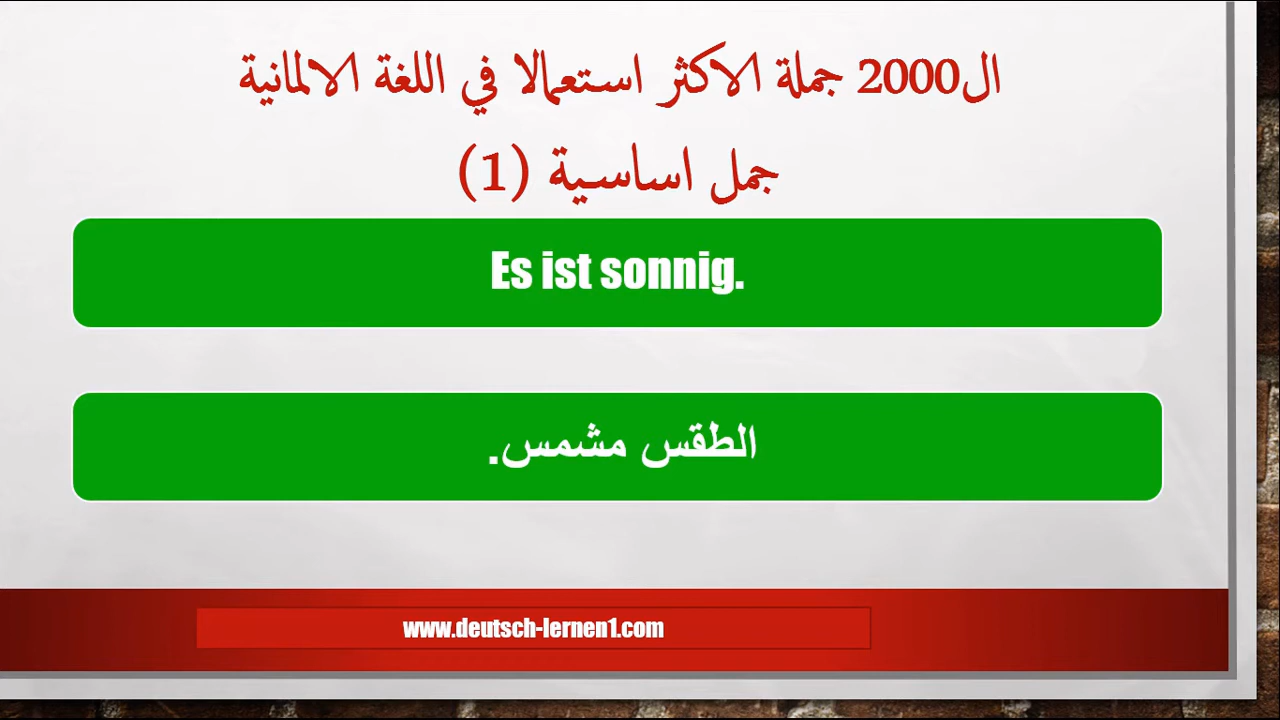 ال2000 جملة الاكثر استعمالا في اللغة الالمانية
جمل اساسية (1)
Es ist sonnig.
الطقس مشمس.
www.deutsch-lernen1.com